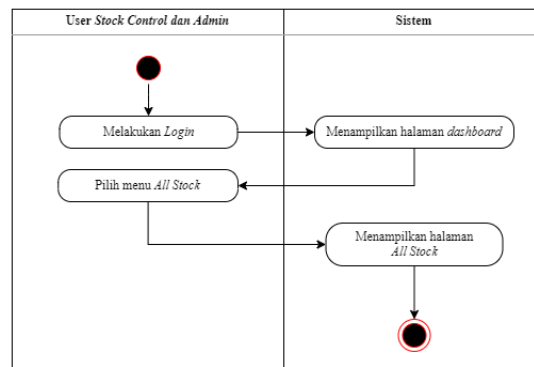 User Stock Control dan Admin
Sistem
Melakukan Login
Menampilkan halaman dashboard
Pilih menu All Stock
Menampilkan halaman
All Stock